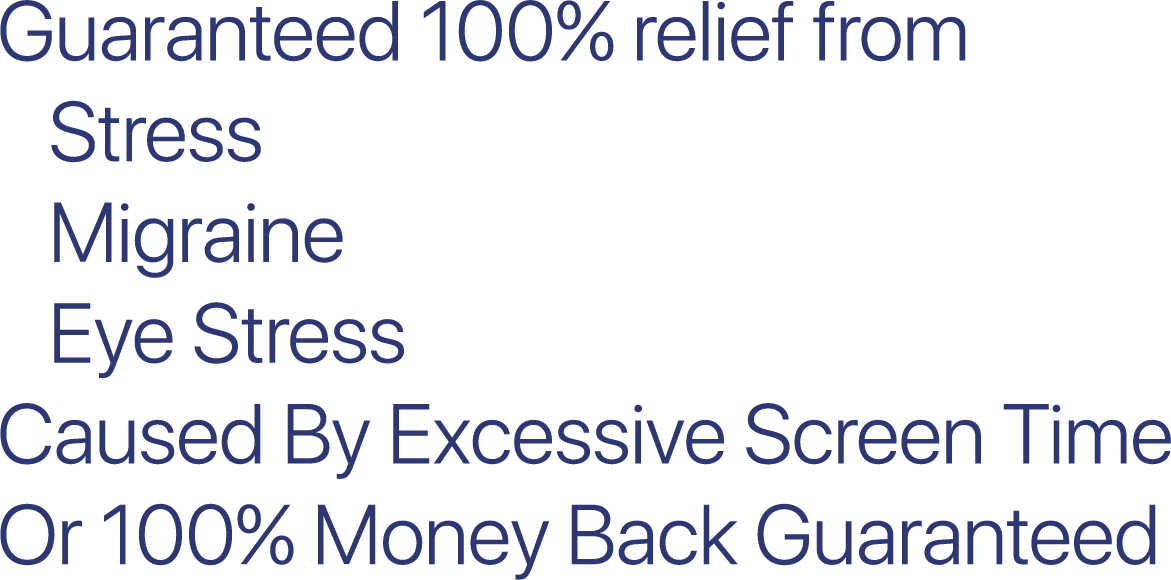 Guaranteed 100% relief from
Stress
Migraine
Eye Stress
Caused By Excessive Screen Time
Or 100% Money Back Guaranteed